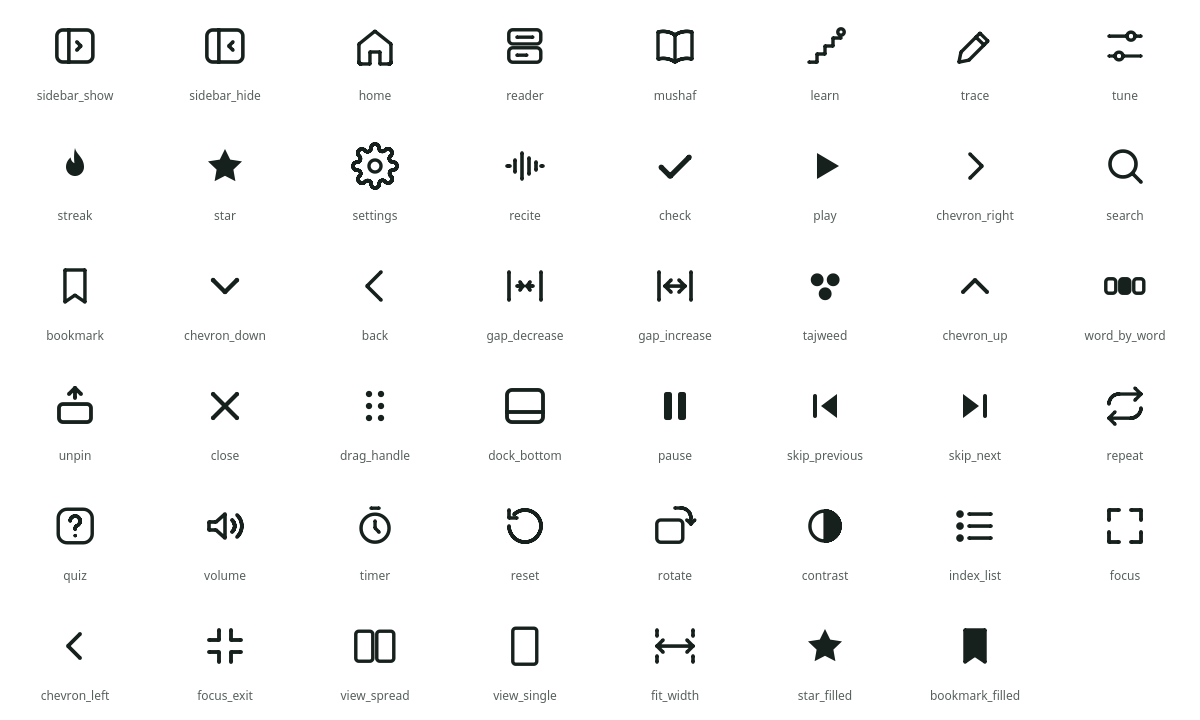 sidebar_show sidebar_hide home reader mushaf learn trace tune
streak star settings recite check play chevron_right search
bookmark chevron_down back gap_decrease gap_increase tajweed chevron_up word_by_word
unpin close drag_handle dock_bottom pause skip_previous skip_next repeat
quiz volume timer reset rotate contrast index_list focus
chevron_left focus_exit view_spread view_single fit_width star_filled bookmark_filled